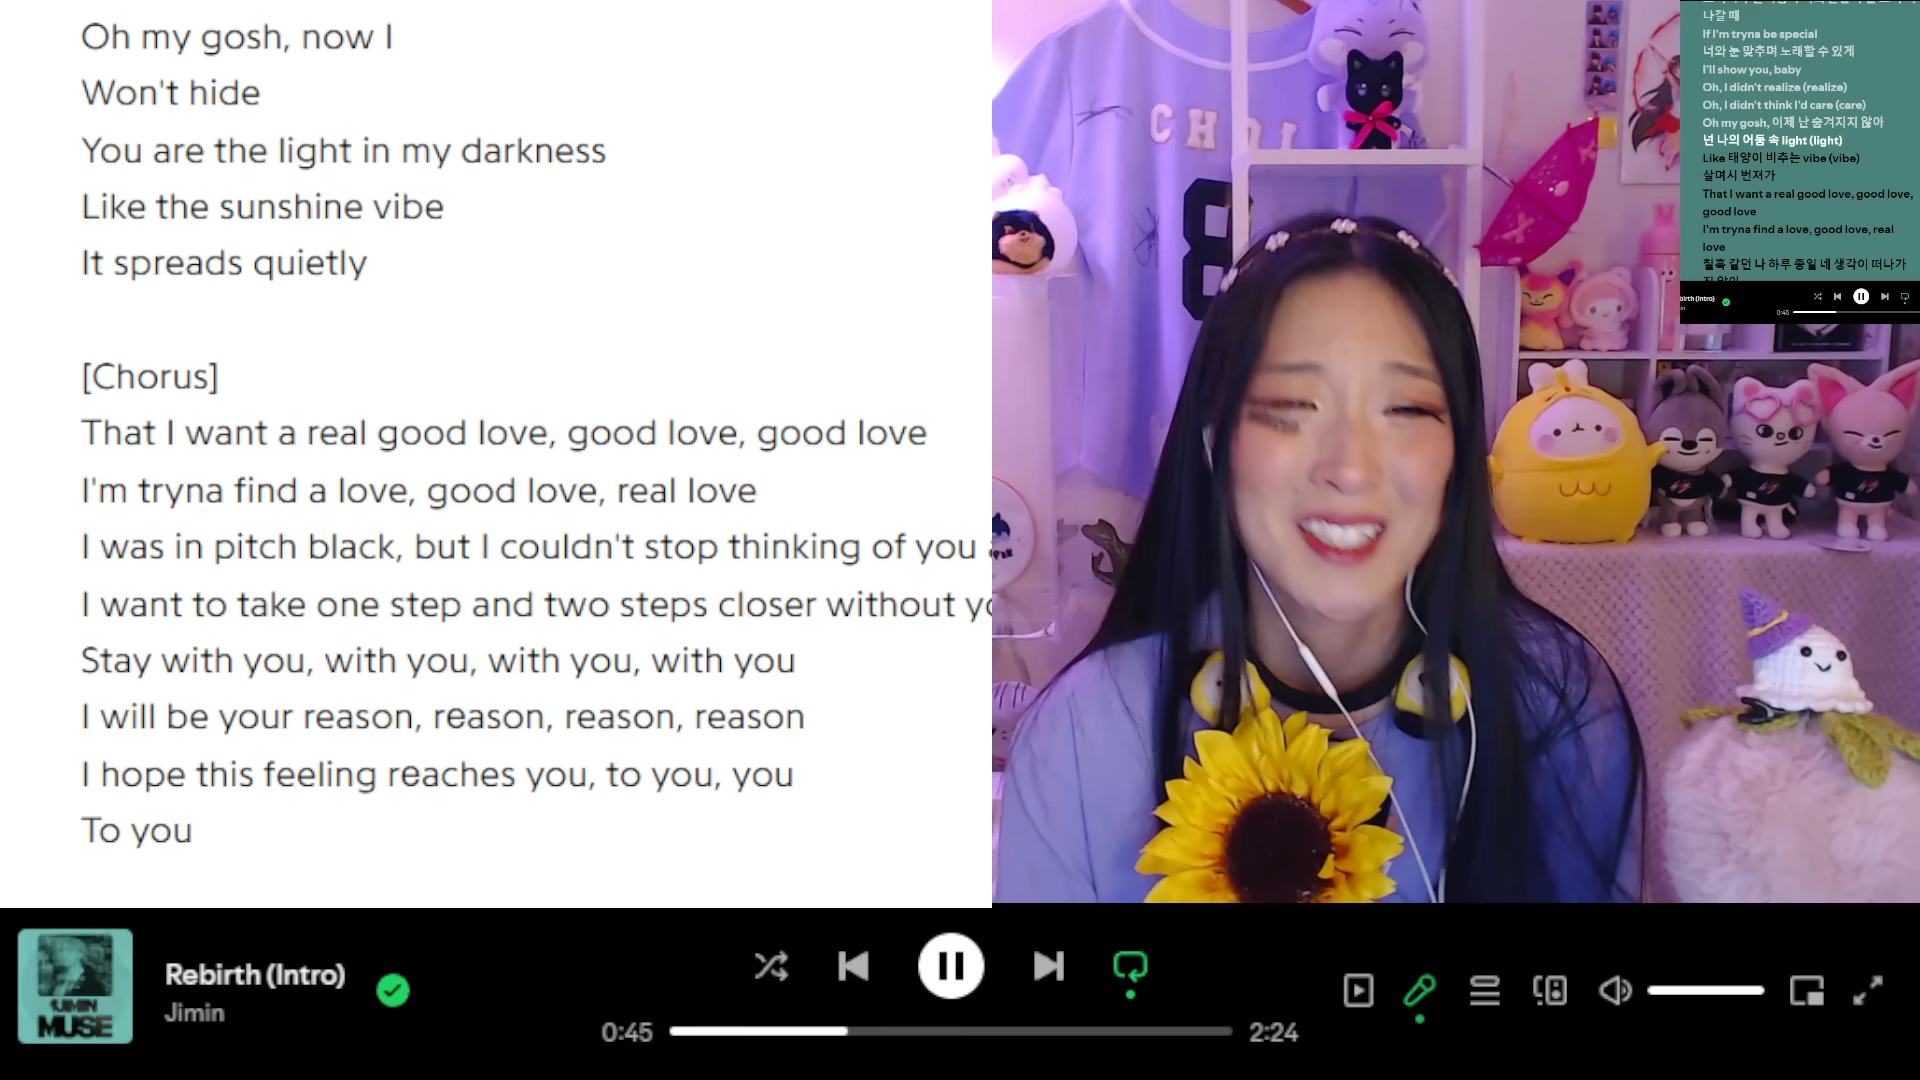 Oh my gosh, now I
Won't hide
You are the light in my darkness
Like the sunshine vibe
It spreads quietly
[Chorus]
That I want a real good love, good love, good love
I'm tryna find a love, good love, real love
I was in pitch black, but I couldn't stop thinking of you
I want to take one step and two steps closer without
Stay with you, with you, with you, with you
I will be your reason, reason, reason, reason
I hope this feeling reaches you, to you, you
To you
8
나갈 때
If I'm tryna be special
너와 눈 맞추며 노래할 수 있게
I'll show you, baby
Oh, I didn't realize (realize)
Oh, I didn't think I'd care (care)
Oh my gosh, 이제 난 숨겨지지 않아
넌 나의 어둠 속 light (light)
Like 태양이 비추는 vibe (vibe)
살며시 번져가
That I want a real good love, good love,
good love
I'm tryna find a love, good love, real
love
칠흑 같던 나 하루 종일 네 생각이 떠나가
birth (Intro)
0:45
JIMIN
MUSE
Rebirth (Intro)
Jimin
0:45
2:24